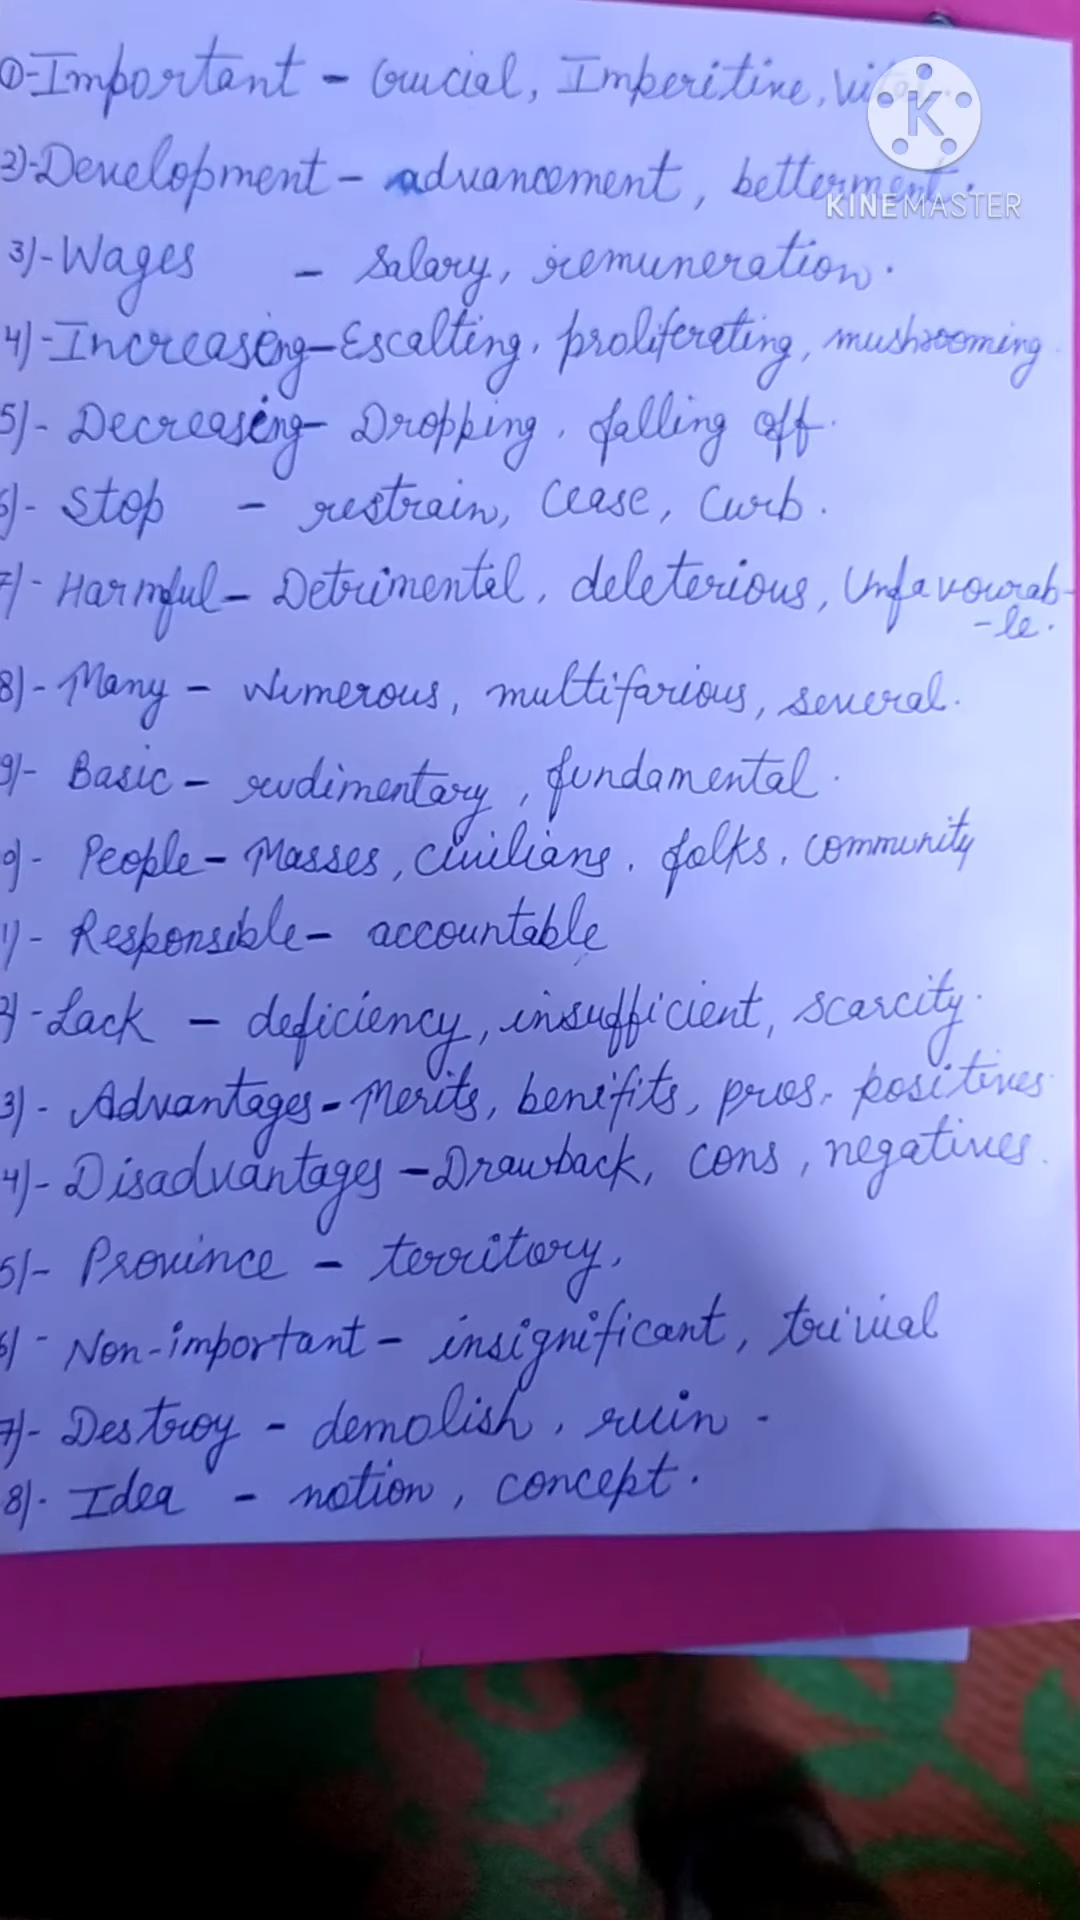 ①-Important - Crucial, Imperitive, Vital.
2)-Development - advancement, betterment.
KINEMASTER
3)-Wages - Salary, remuneration.
4)-Increasing-Escalting, proliferating, mushrooming.
5)- Decreasing- Dropping, falling off.
6)- Stop - restrain, Cease, Curb.
7)- Harmful- Detrimental, deleterious, Unfavourab-
-le.
8)- Many - Numerous, multifarious, several.
9)- Basic - rudimentary, fundamental.
0)- People - Masses, civilians, folks, community
1)- Responsible- accountable
2)-Lack - deficiency, insufficient, scarcity.
3)- Advantages-Merits, benifits, pros, positives.
4)- Disadvantages -Drawback, cons, negatives.
5)- Province - territory,
6)- Non-important - insignificant, trivial
7)- Destroy - demolish, ruin -
8)- Idea - notion, concept.